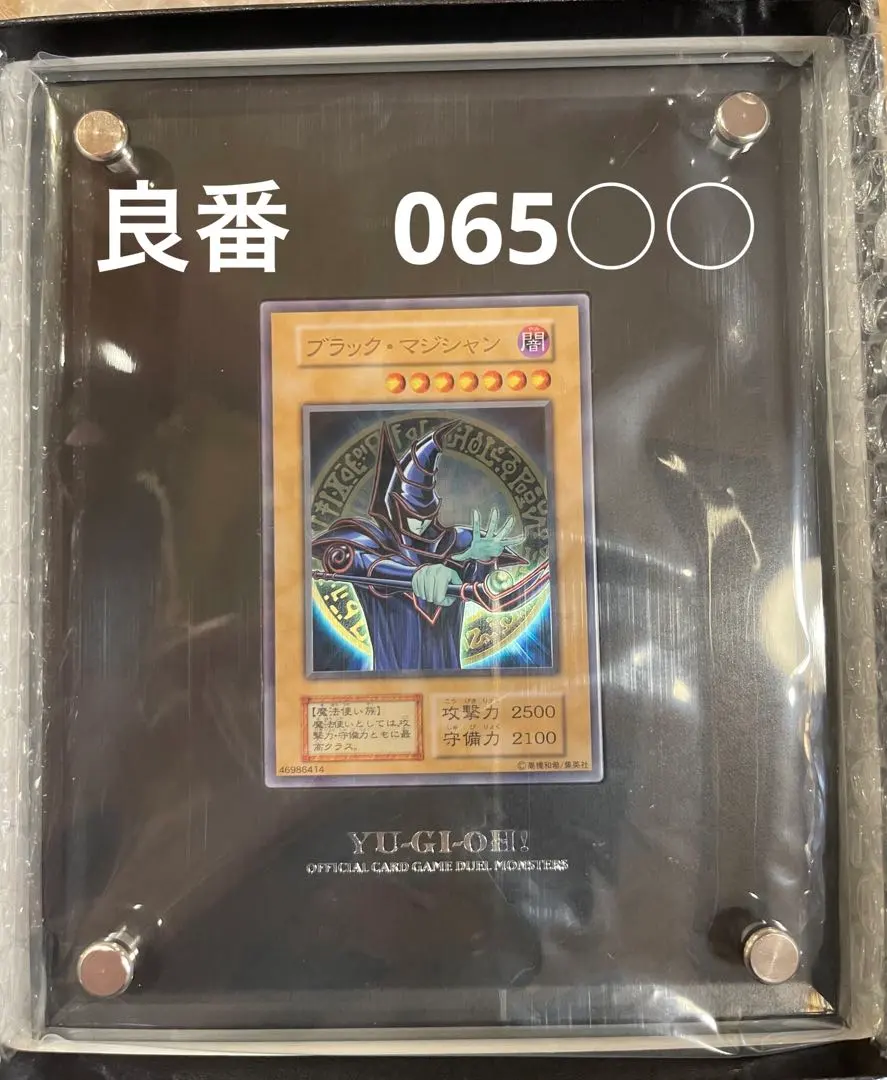 良番 065○○
ブラック・マジシャン
闇
【魔法使い族】
魔法使いとしては、攻
撃力・守備力ともに最
高クラス。
攻撃力 2500
守備力 2100
46986414
©高橋和希/集英社
YU-GI-OH!
OFFICIAL CARD GAME DUEL MONSTERS